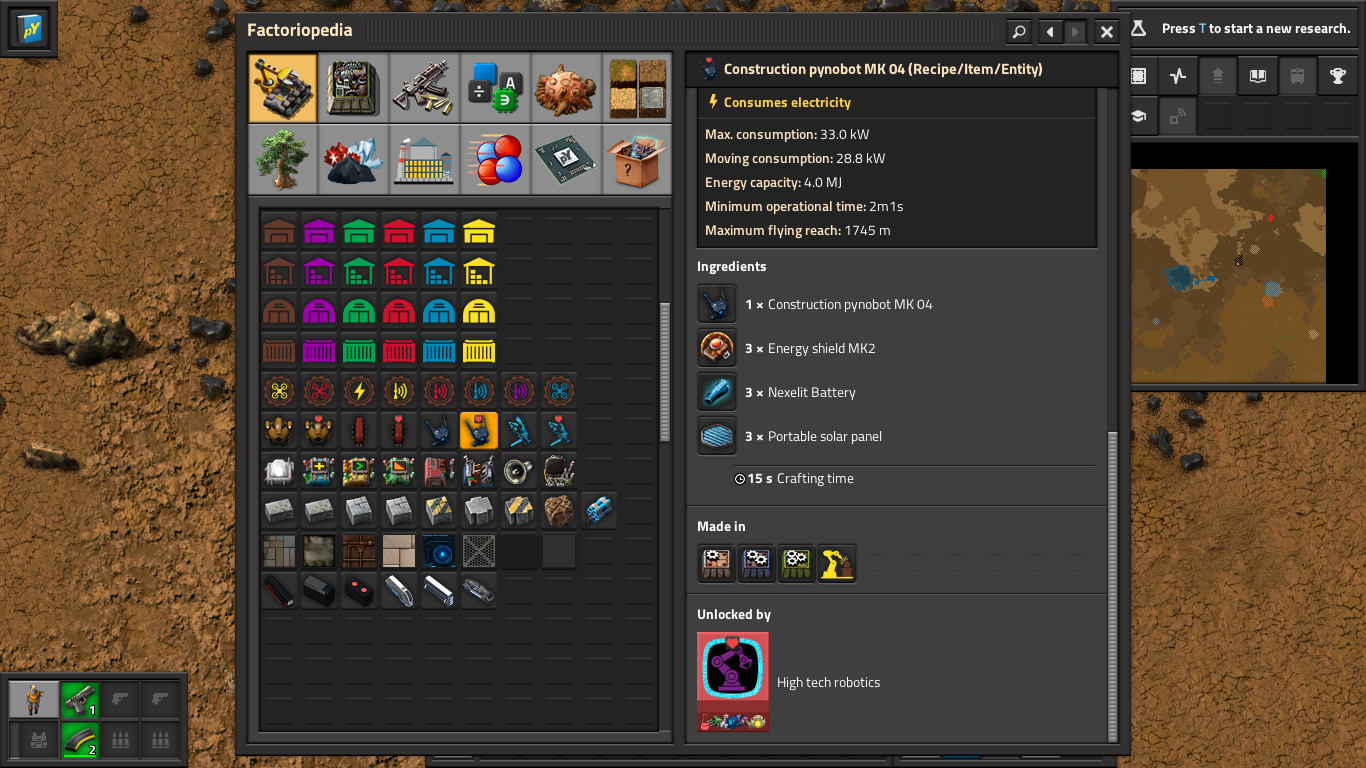 Factoriopedia
Press T to start a new research.
Construction pynobot MK 04 (Recipe/Item/Entity)
Consumes electricity
Max. consumption: 33.0 kW
Moving consumption: 28.8 kW
Energy capacity: 4.0 MJ
Minimum operational time: 2m1s
Maximum flying reach: 1745 m
Ingredients
1 × Construction pynobot MK 04
3 × Energy shield MK2
3 × Nexelit Battery
3 × Portable solar panel
15 s Crafting time
Made in
Unlocked by
High tech robotics
1
2